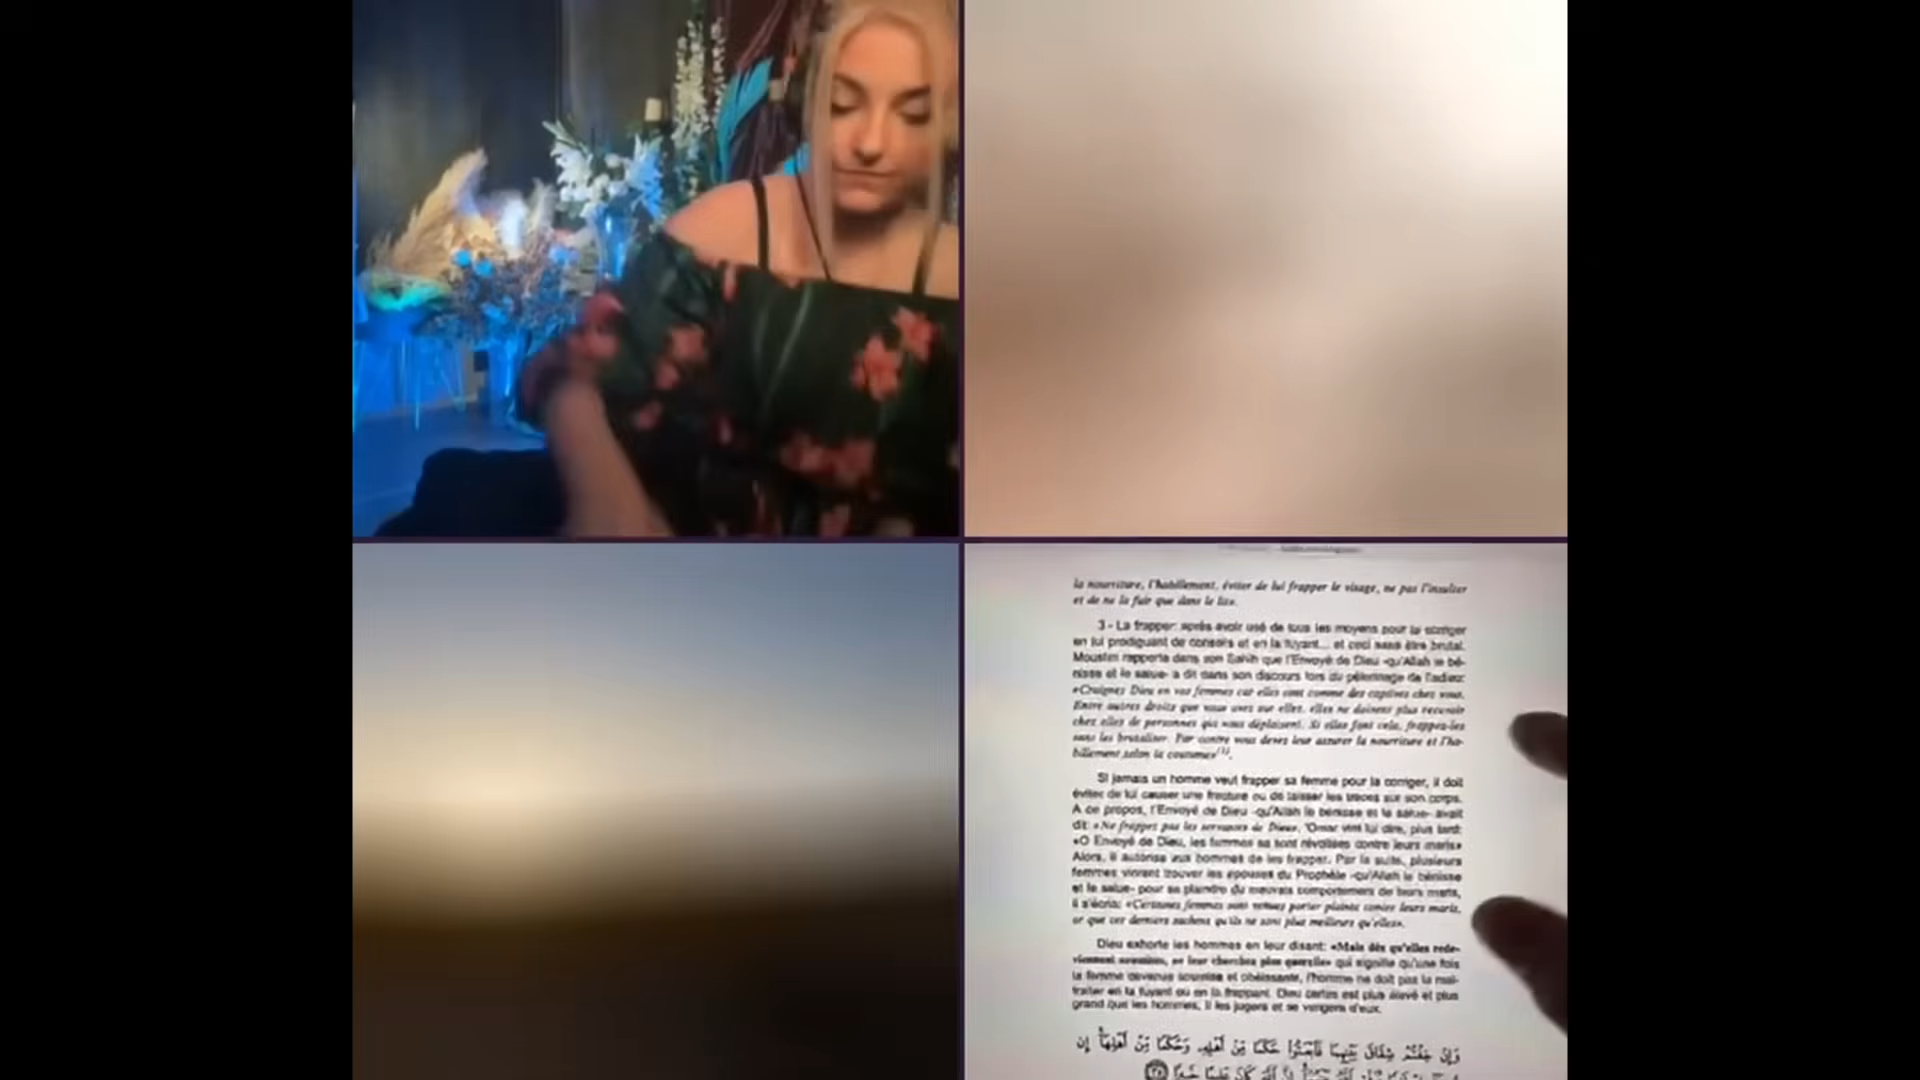 la nourriture, l'habillement, éviter de lui frapper le visage, ne pas l'insulter
et de ne la fuir que dans le lit».
3 - La frapper: après avoir usé de tous les moyens pour la corriger
en lui prodiguant de conseils et en la fuyant... et ceci sans être brutal.
Mouslim rapporte dans son Sahih que l'Envoyé de Dieu -qu'Allah le bé-
nisse et le salue- a dit dans son discours lors du pèlerinage de l'adieu:
«Craignez Dieu en vos femmes car elles sont comme des captives chez vous.
Entre autres droits que vous avez sur elles, elles ne doivent plus recevoir
chez elles de personnes qui vous déplaisent. Si elles font cela, frappez-les
sans les brutaliser. Par contre vous devez leur assurer la nourriture et l'ha-
billement selon la coutume»
Si jamais un homme veut frapper sa femme pour la corriger, il doit
éviter de lui causer une fracture ou de laisser les traces sur son corps.
A ce propos, l'Envoyé de Dieu -qu'Allah le bénisse et le salue- avait
dit: «Ne frappez pas les servantes de Dieu». 'Omar vint lui dire, plus tard:
«O Envoyé de Dieu, les femmes se sont révoltées contre leurs maris»
Alors, il autorisa aux hommes de les frapper. Par la suite, plusieurs
femmes vinrent trouver les épouses du Prophète -qu'Allah le bénisse
et le salue- pour se plaindre du mauvais comportement de leurs maris,
il s'écria: «Certaines femmes sont venues porter plainte contre leurs maris,
or que ces derniers sachent qu'ils ne sont plus meilleurs qu'elles».
Dieu exhorte les hommes en leur disant: «Mais dès qu'elles rede-
viennent soumises, ne leur cherchez plus querelle» qui signifie qu'une fois
la femme devenue soumise et obéissante, l'homme ne doit pas la mal-
traiter en la fuyant ou en la frappant. Dieu certes est plus élevé et plus
grand que les hommes, Il les jugera et se vengera d'eux.
وَإِنْ خِفْتُمْ شِقَاقَ بَيْنِهِمَا فَابْعَثُوا حَكَمًا مِّنْ أَهْلِهِ وَحَكَمًا مِّنْ أَهْلِهَا إِن